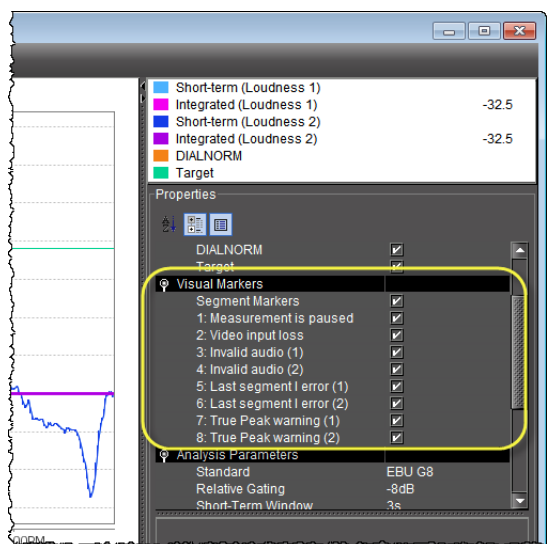 Short-term (Loudness 1)
Integrated (Loudness 1) -32.5
Short-term (Loudness 2)
Integrated (Loudness 2) -32.5
DIALNORM
Target
Properties
DIALNORM
Target
Visual Markers
Segment Markers
1: Measurement is paused
2: Video input loss
3: Invalid audio (1)
4: Invalid audio (2)
5: Last segment I error (1)
6: Last segment I error (2)
7: True Peak warning (1)
8: True Peak warning (2)
Analysis Parameters
Standard EBU G8
Relative Gating -8dB
Short-Term Window 3s